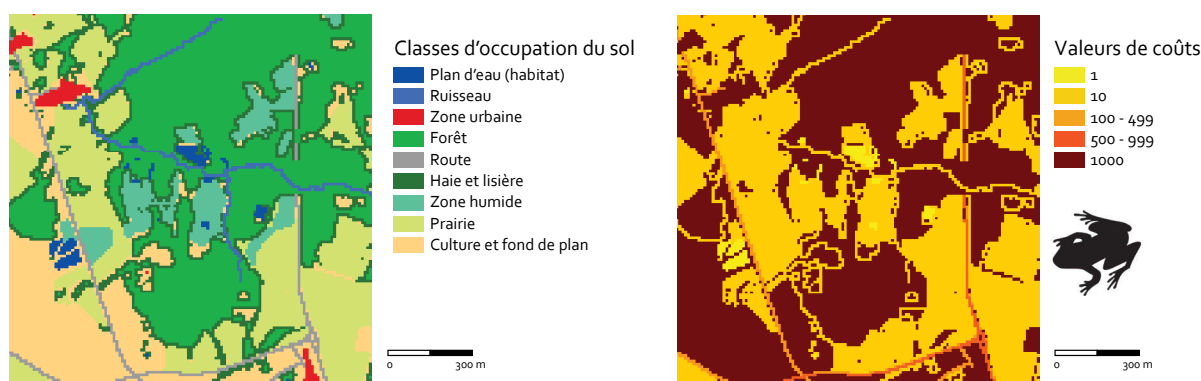 Classes d'occupation du sol
Plan d'eau (habitat)
Ruisseau
Zone urbaine
Forêt
Route
Haie et lisière
Zone humide
Prairie
Culture et fond de plan
0 300 m
Valeurs de coûts
1
10
100 - 499
500 - 999
1000
0 300 m